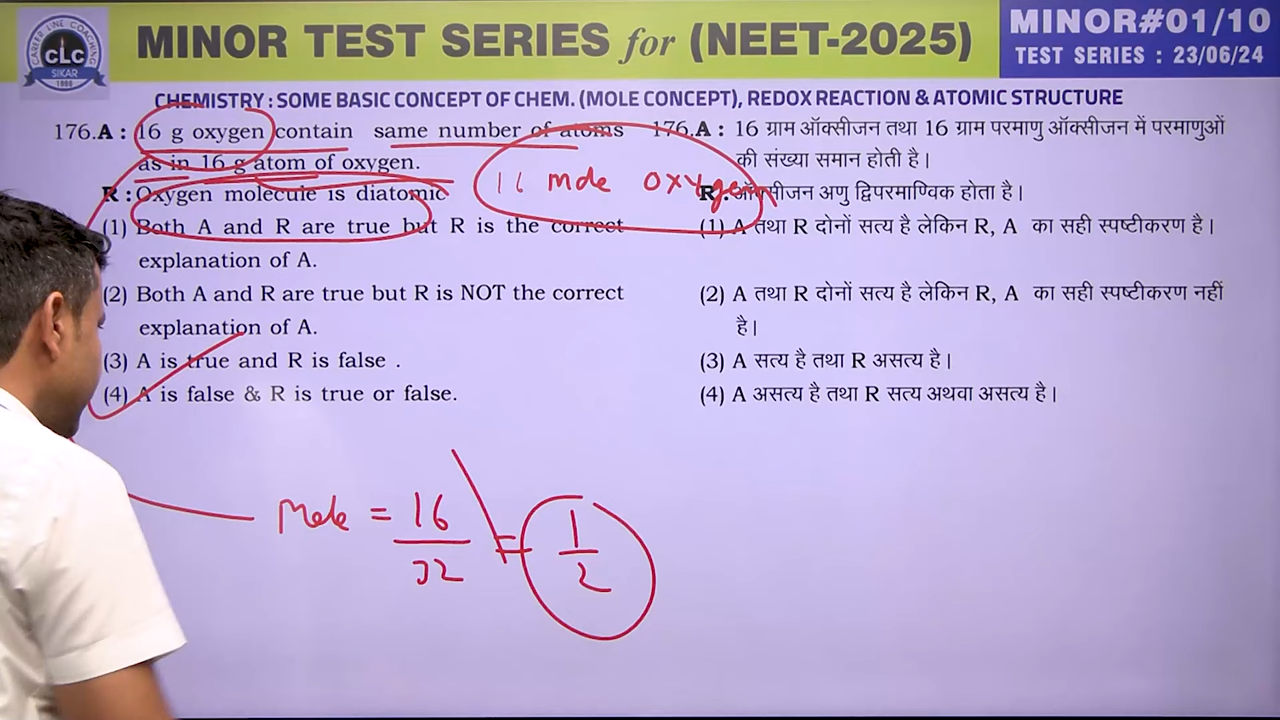 CAREER LINE COACHING
CLC
SIKAR
1996
MINOR TEST SERIES for (NEET-2025)
MINOR#01/10
TEST SERIES : 23/06/24
CHEMISTRY : SOME BASIC CONCEPT OF CHEM. (MOLE CONCEPT), REDOX REACTION & ATOMIC STRUCTURE
176. A : 16 g oxygen contain same number of atoms
as in 16 g atom of oxygen.
R : Oxygen molecule is diatomic
(1) Both A and R are true but R is the correct
explanation of A.
(2) Both A and R are true but R is NOT the correct
explanation of A.
(3) A is true and R is false .
(4) A is false & R is true or false.
16 mole oxygen
176. A : 16 ग्राम ऑक्सीजन तथा 16 ग्राम परमाणु ऑक्सीजन में परमाणुओं
की संख्या समान होती है।
R : ऑक्सीजन अणु द्विपरमाण्विक होता है।
(1) A तथा R दोनों सत्य है लेकिन R, A का सही स्पष्टीकरण है।
(2) A तथा R दोनों सत्य है लेकिन R, A का सही स्पष्टीकरण नहीं
है।
(3) A सत्य है तथा R असत्य है।
(4) A असत्य है तथा R सत्य अथवा असत्य है।
Mole = 16/32 = 1/2